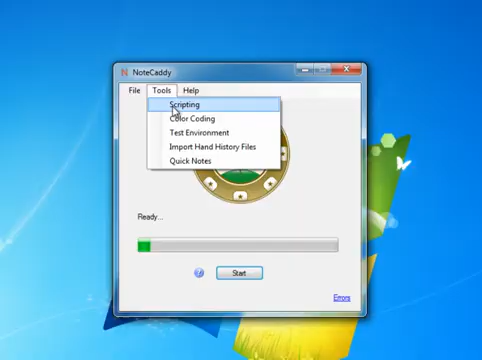 NoteCaddy
File Tools Help
Scripting
Color Coding
Test Environment
Import Hand History Files
Quick Notes
Ready...
Start
Errors